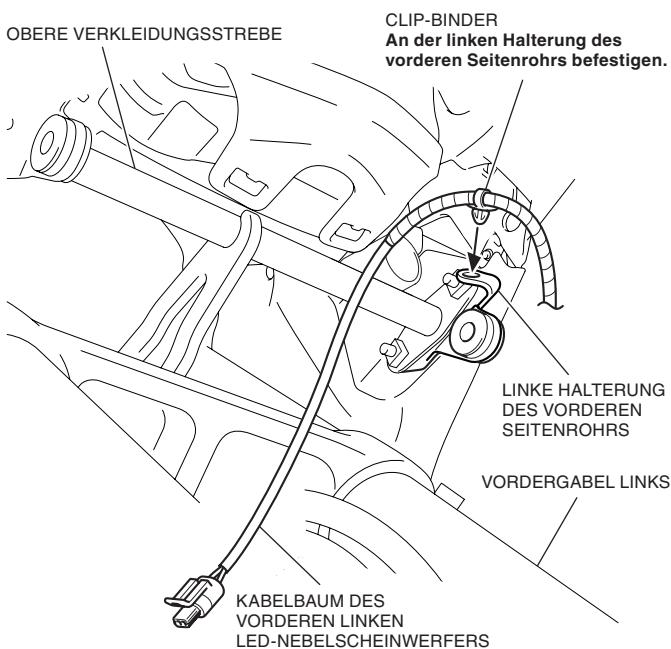 OBERE VERKLEIDUNGSSTREBE
CLIP-BINDER
An der linken Halterung des
vorderen Seitenrohrs befestigen.
LINKE HALTERUNG
DES VORDEREN
SEITENROHRS
VORDERGABEL LINKS
KABELBAUM DES
VORDEREN LINKEN
LED-NEBELSCHEINWERFERS